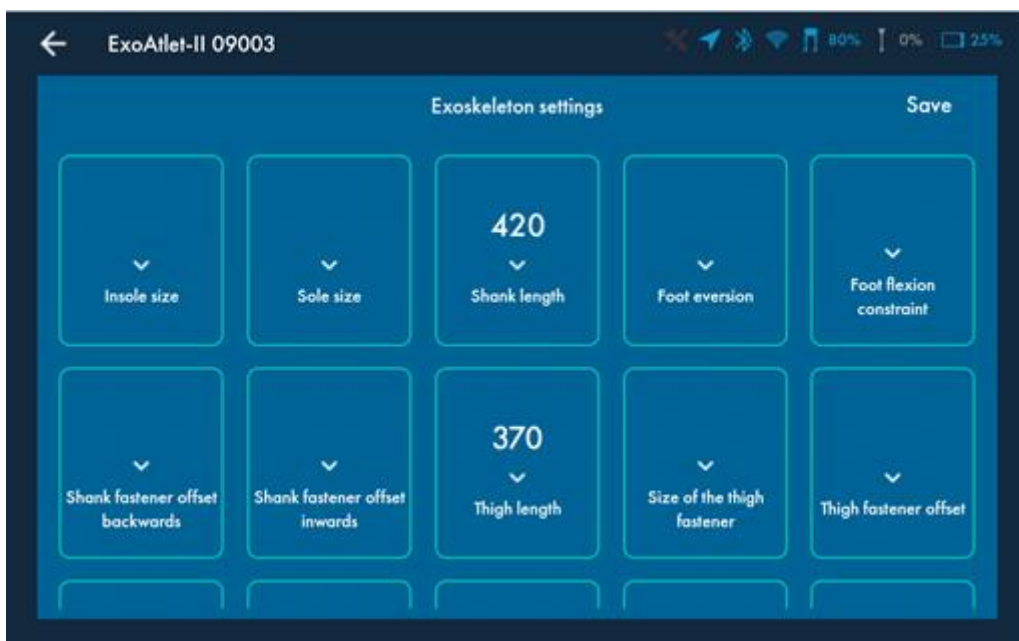 ExoAtlet-II 09003
80% 0% 25%
Exoskeleton settings Save
420
Insole size Sole size Shank length Foot eversion Foot flexion
constraint
370
Shank fastener offset Shank fastener offset Thigh length Size of the thigh Thigh fastener offset
backwards inwards fastener